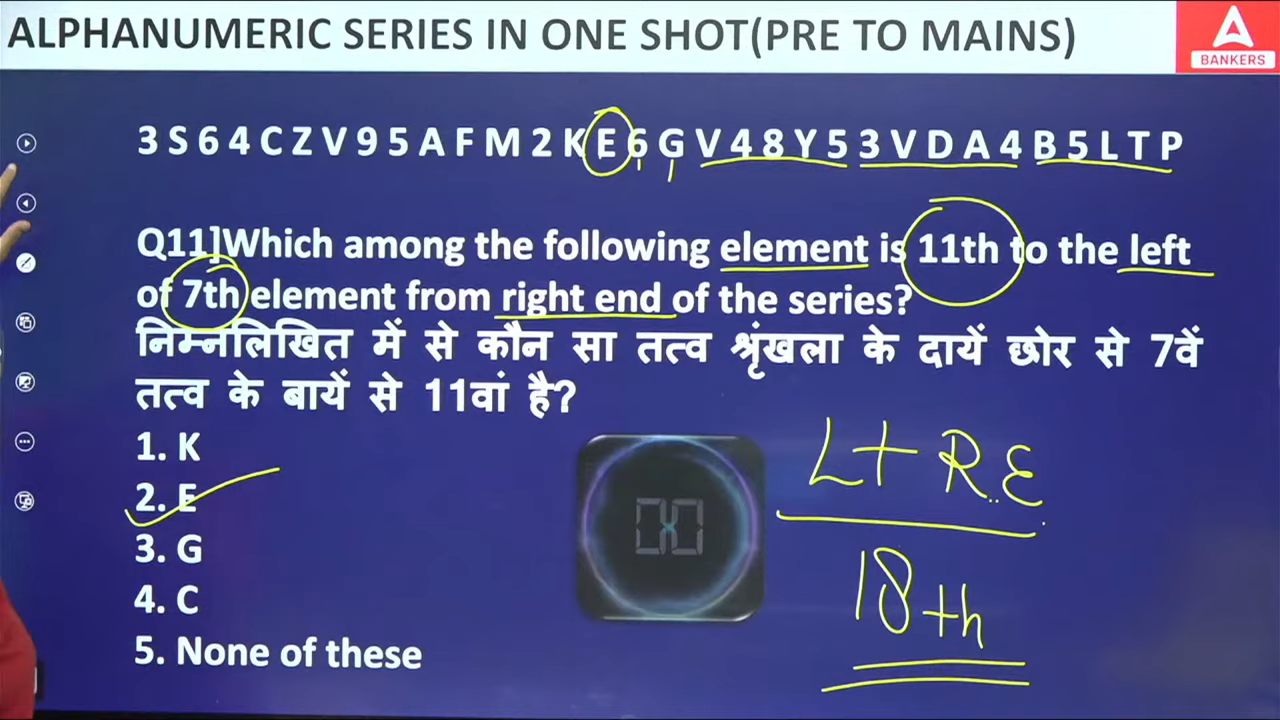 ALPHANUMERIC SERIES IN ONE SHOT(PRE TO MAINS)
A
BANKERS
3 S 6 4 C Z V 9 5 A F M 2 K E 6 G V 4 8 Y 5 3 V D A 4 B 5 L T P
Q11]Which among the following element is 11th to the left
of 7th element from right end of the series?
निम्नलिखित में से कौन सा तत्व श्रृंखला के दायें छोर से 7वें
तत्व के बायें से 11वां है?
1. K
2. E
3. G
4. C
5. None of these
00
L+RE
18th